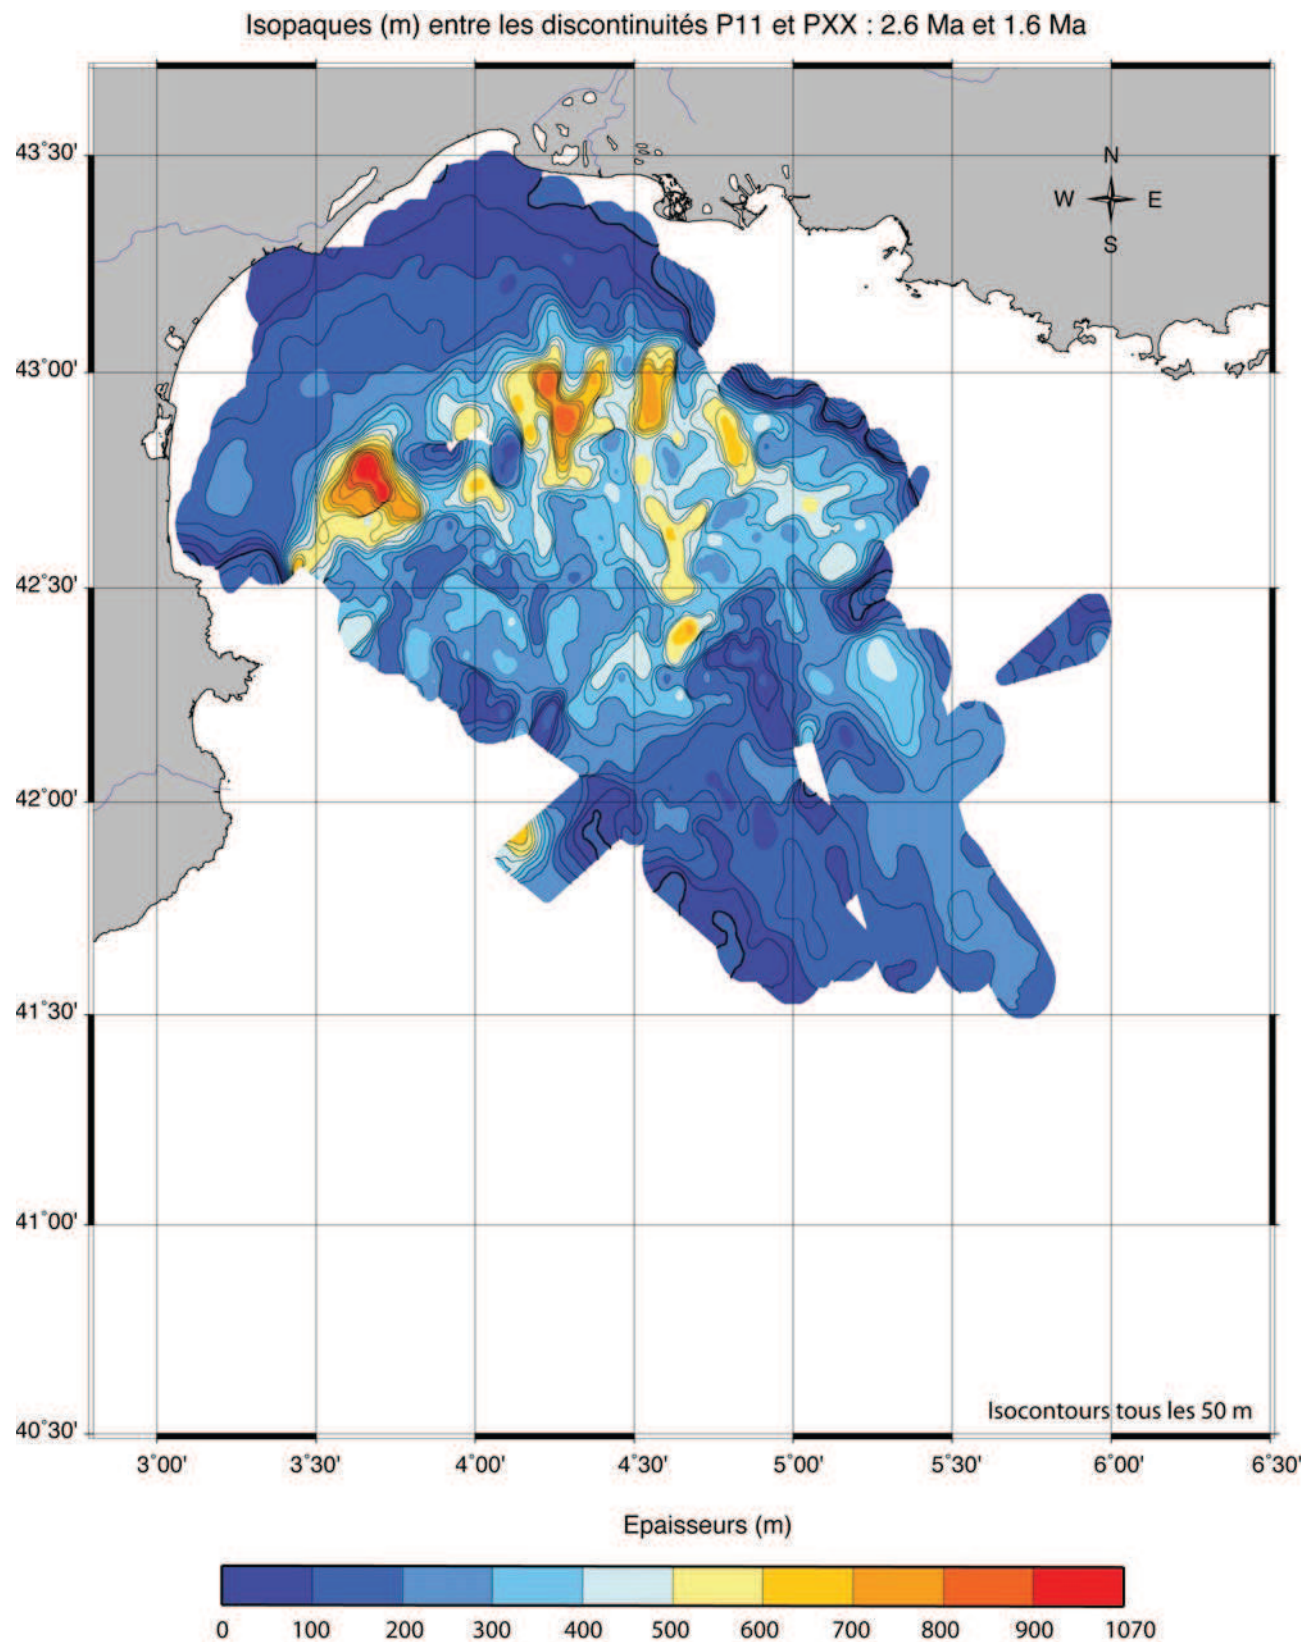 Isopaques (m) entre les discontinuités P11 et PXX : 2.6 Ma et 1.6 Ma
43°30'
N
W E
S
43°00'
42°30'
42°00'
41°30'
41°00'
Isocontours tous les 50 m
40°30'
3°00' 3°30' 4°00' 4°30' 5°00' 5°30' 6°00' 6°30'
Epaisseurs (m)
0 100 200 300 400 500 600 700 800 900 1070